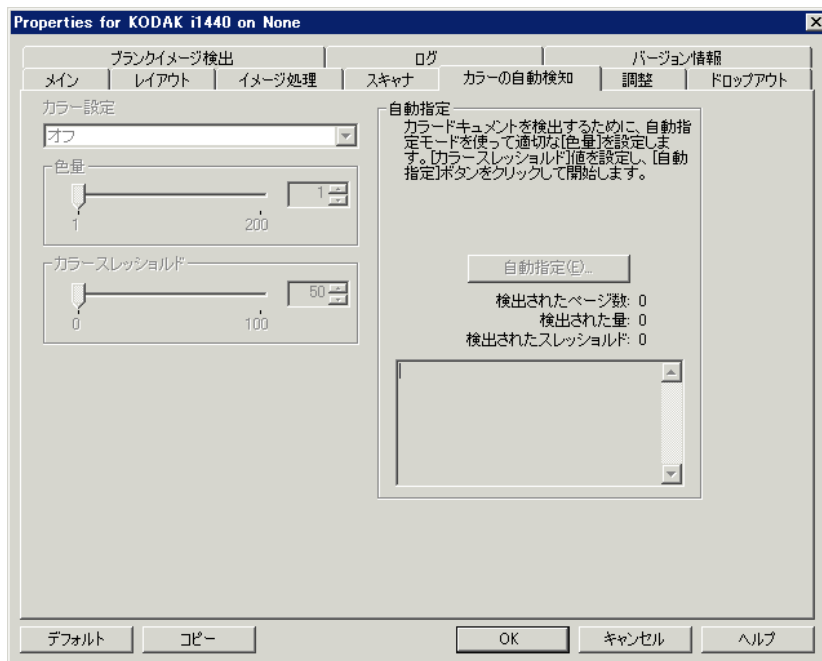 Properties for KODAK i1440 on None
ブランクイメージ検出 ログ バージョン情報
メイン レイアウト イメージ処理 スキャナ カラーの自動検知 調整 ドロップアウト
カラー設定
オフ
色量
1
1 200
カラースレッショルド
50
0 100
自動指定
カラードキュメントを検出するために、自動指
定モードを使って適切な[色量]を設定しま
す。[カラースレッショルド]値を設定し、[自動
指定]ボタンをクリックして開始します。
自動指定(E)...
検出されたページ数: 0
検出された量: 0
検出されたスレッショルド: 0
デフォルト コピー OK キャンセル ヘルプ